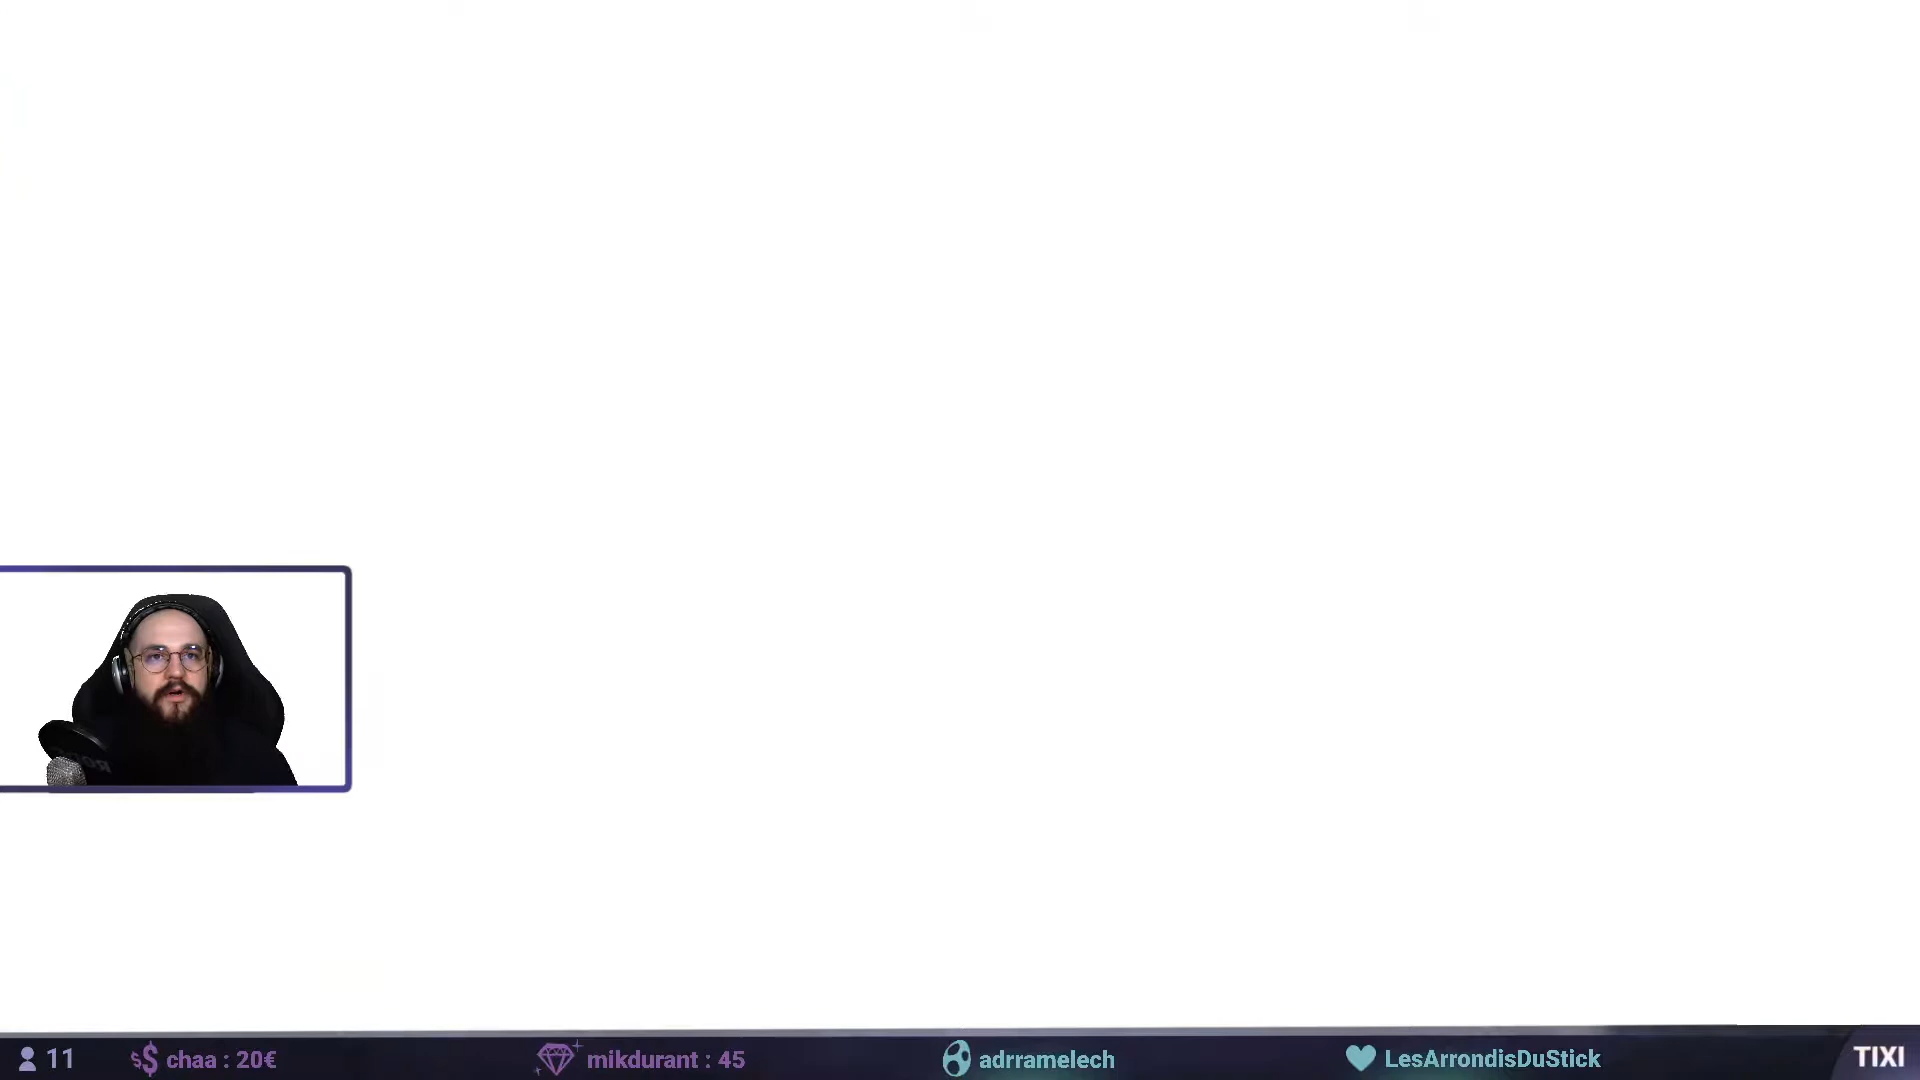 11
chaa : 20€
mikdurant : 45
adrramelech
LesArrondisDuStick
TIXI